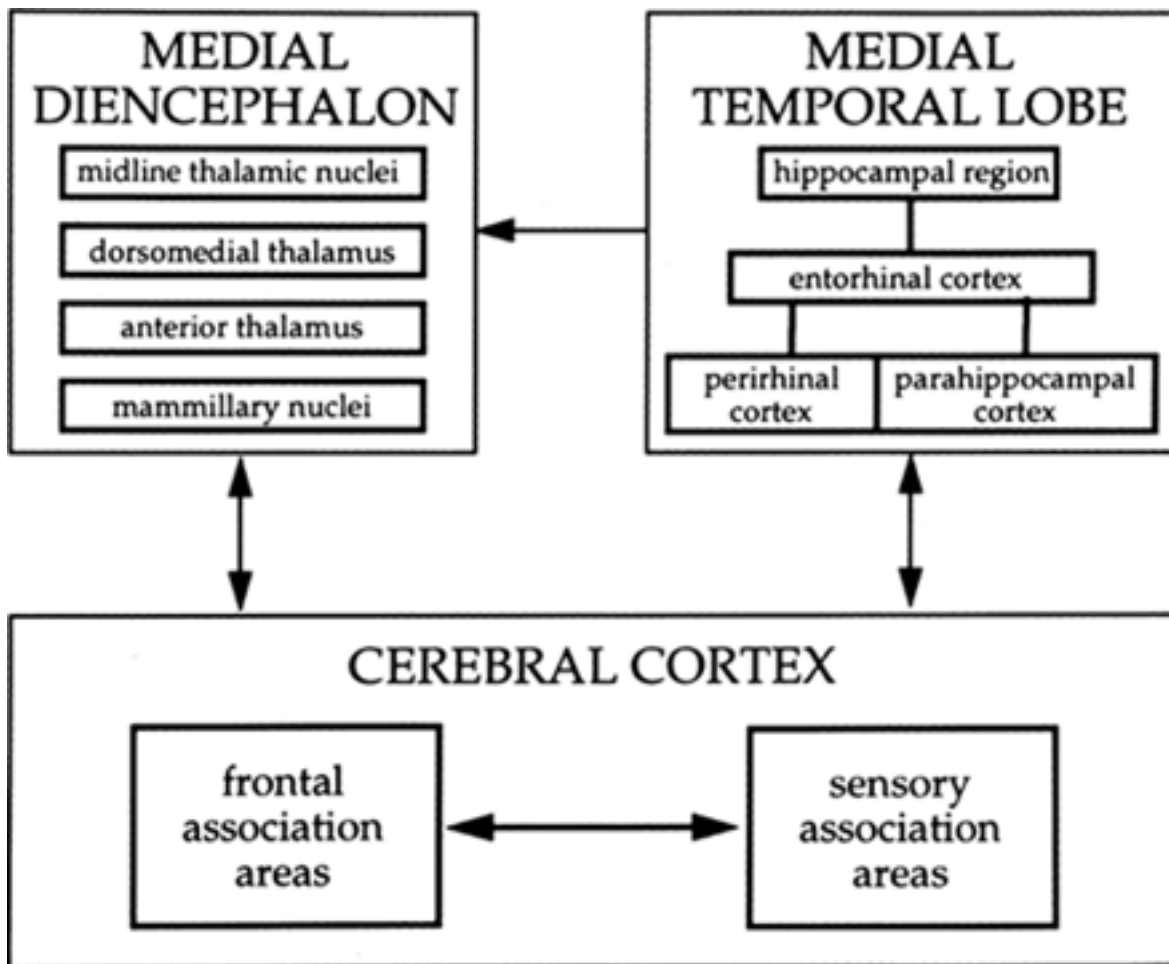 MEDIAL
DIENCEPHALON
midline thalamic nuclei
dorsomedial thalamus
anterior thalamus
mammillary nuclei
MEDIAL
TEMPORAL LOBE
hippocampal region
entorhinal cortex
perirhinal
cortex
parahippocampal
cortex
CEREBRAL CORTEX
frontal
association
areas
sensory
association
areas